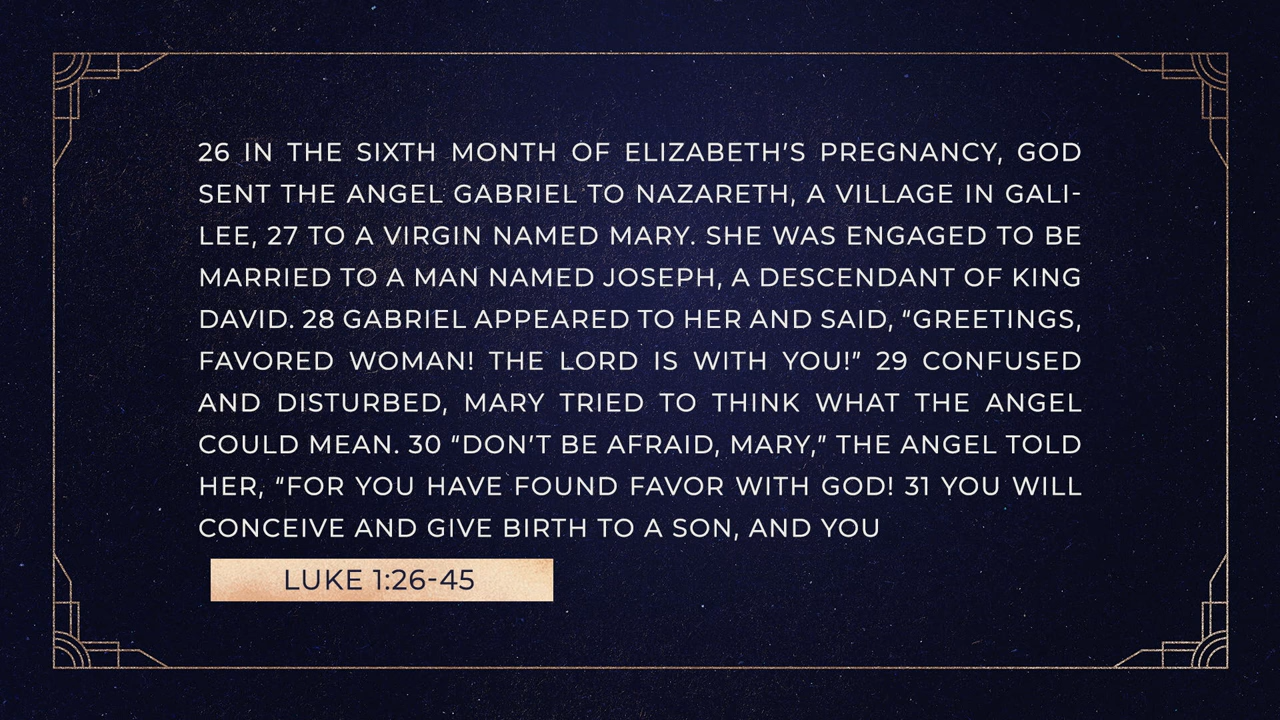 26 IN THE SIXTH MONTH OF ELIZABETH’S PREGNANCY, GOD
SENT THE ANGEL GABRIEL TO NAZARETH, A VILLAGE IN GALI-
LEE, 27 TO A VIRGIN NAMED MARY. SHE WAS ENGAGED TO BE
MARRIED TO A MAN NAMED JOSEPH, A DESCENDANT OF KING
DAVID. 28 GABRIEL APPEARED TO HER AND SAID, “GREETINGS,
FAVORED WOMAN! THE LORD IS WITH YOU!” 29 CONFUSED
AND DISTURBED, MARY TRIED TO THINK WHAT THE ANGEL
COULD MEAN. 30 “DON’T BE AFRAID, MARY,” THE ANGEL TOLD
HER, “FOR YOU HAVE FOUND FAVOR WITH GOD! 31 YOU WILL
CONCEIVE AND GIVE BIRTH TO A SON, AND YOU
LUKE 1:26-45